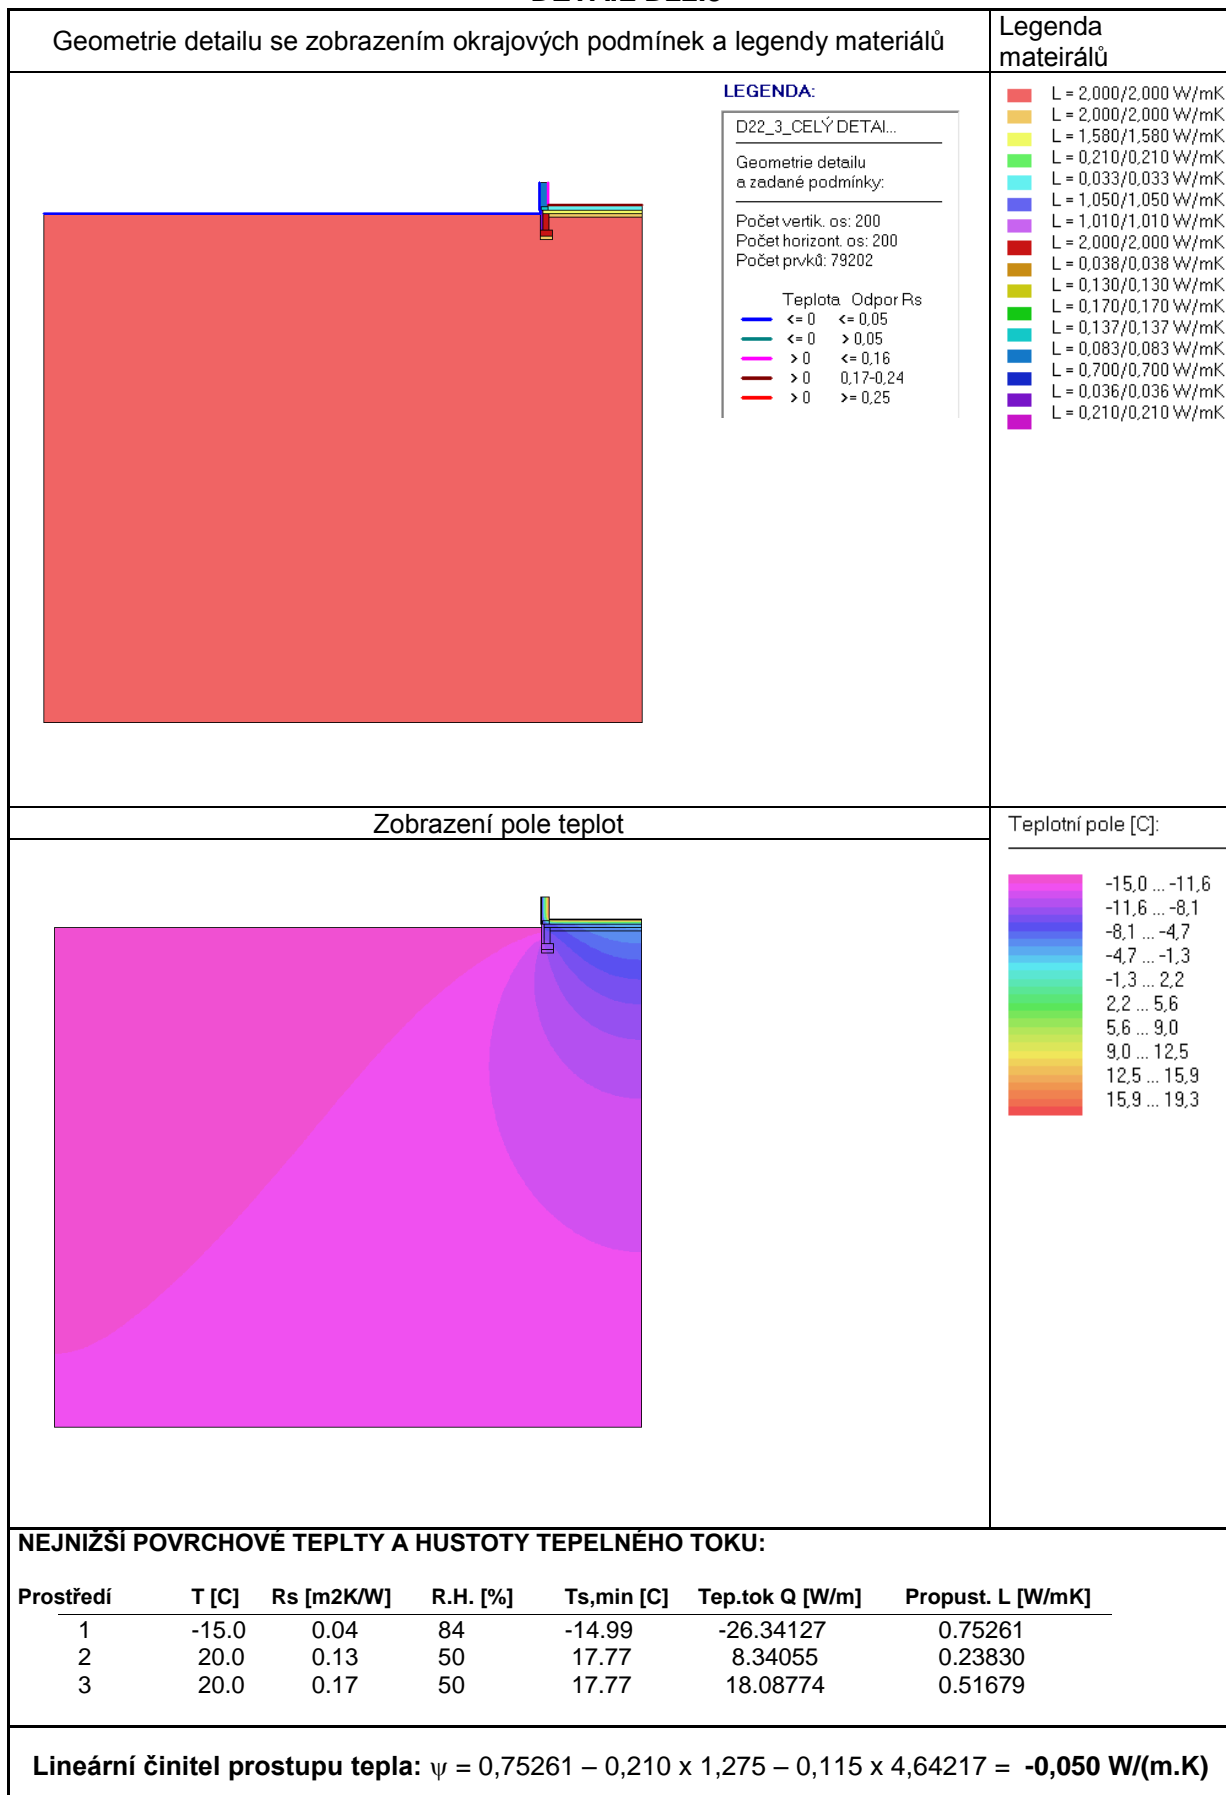 Geometrie detailu se zobrazením okrajových podmínek a legendy materiálů
Legenda
mateirálů
LEGENDA:
D22_3_CELÝ DETAI...
Geometrie detailu
a zadané podmínky:
Počet vertik. os: 200
Počet horizont. os: 200
Počet prvků: 79202
Teplota Odpor Rs
<= 0 <= 0,05
<= 0 > 0,05
> 0 <= 0,16
> 0 0,17-0,24
> 0 >= 0,25
L = 2,000/2,000 W/mK
L = 2,000/2,000 W/mK
L = 1,580/1,580 W/mK
L = 0,210/0,210 W/mK
L = 0,033/0,033 W/mK
L = 1,050/1,050 W/mK
L = 1,010/1,010 W/mK
L = 2,000/2,000 W/mK
L = 0,038/0,038 W/mK
L = 0,130/0,130 W/mK
L = 0,170/0,170 W/mK
L = 0,137/0,137 W/mK
L = 0,083/0,083 W/mK
L = 0,700/0,700 W/mK
L = 0,036/0,036 W/mK
L = 0,210/0,210 W/mK
Zobrazení pole teplot
Teplotní pole [C]:
-15,0 ... -11,6
-11,6 ... -8,1
-8,1 ... -4,7
-4,7 ... -1,3
-1,3 ... 2,2
2,2 ... 5,6
5,6 ... 9,0
9,0 ... 12,5
12,5 ... 15,9
15,9 ... 19,3
NEJNIŽŠÍ POVRCHOVÉ TEPLTY A HUSTOTY TEPELNÉHO TOKU:
Prostředí T [C] Rs [m2K/W] R.H. [%] Ts,min [C] Tep.tok Q [W/m] Propust. L [W/mK]
1 -15.0 0.04 84 -14.99 -26.34127 0.75261
2 20.0 0.13 50 17.77 8.34055 0.23830
3 20.0 0.17 50 17.77 18.08774 0.51679
Lineární činitel prostupu tepla: ψ = 0,75261 – 0,210 x 1,275 – 0,115 x 4,64217 = -0,050 W/(m.K)